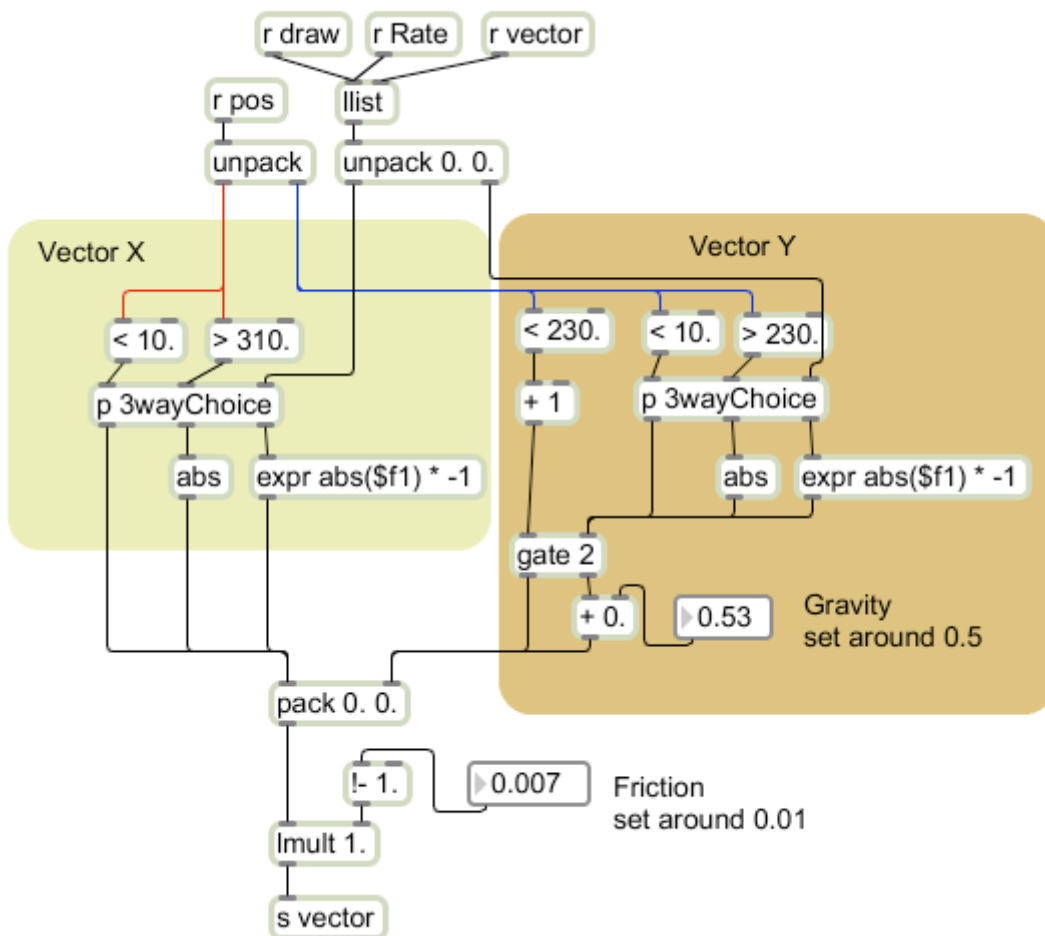 r draw
r Rate
r vector
r pos
llist
unpack
unpack 0. 0.
Vector X
Vector Y
< 10.
> 310.
< 230.
< 10.
> 230.
p 3wayChoice
+ 1
p 3wayChoice
abs
expr abs($f1) * -1
abs
expr abs($f1) * -1
gate 2
+ 0.
0.53
Gravity
set around 0.5
pack 0. 0.
!- 1.
0.007
Friction
set around 0.01
lmult 1.
s vector